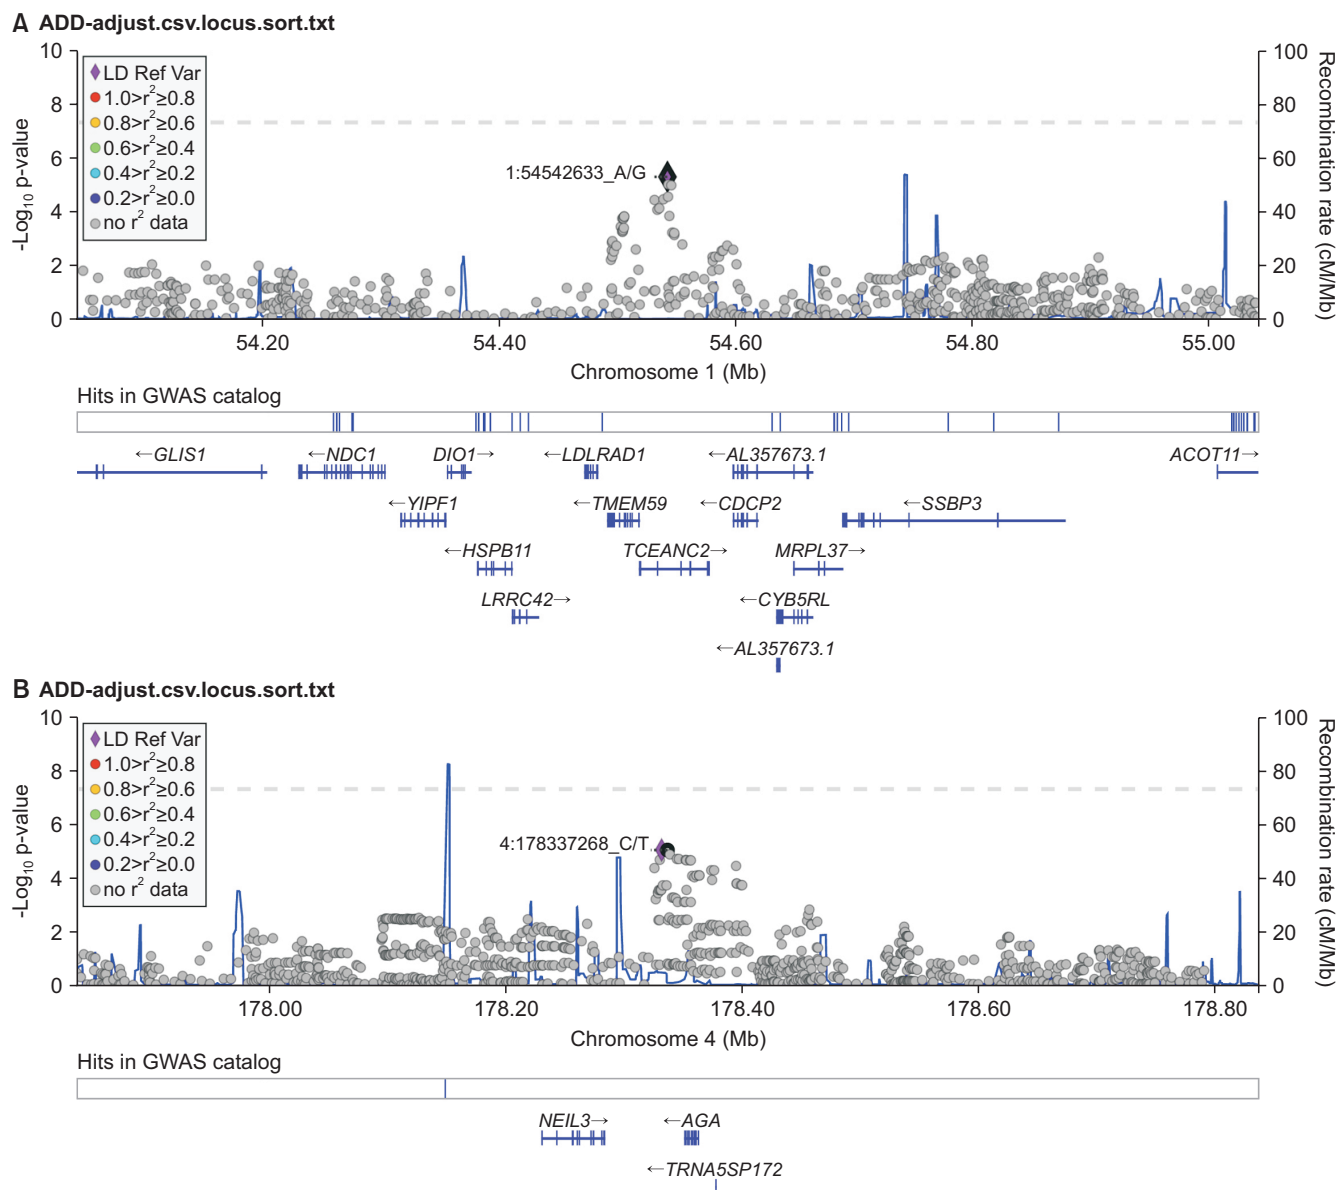 A ADD-adjust.csv.locus.sort.txt
10
8
6
4
2
0
-Log10 p-value
LD Ref Var
1.0>r²≥0.8
0.8>r²≥0.6
0.6>r²≥0.4
0.4>r²≥0.2
0.2>r²≥0.0
no r² data
1:54542633_A/G
100
80
60
40
20
0
Recombination rate (cM/Mb)
54.20 54.40 54.60 54.80 55.00
Chromosome 1 (Mb)
Hits in GWAS catalog
←GLIS1 ←NDC1 DIO1→ ←LDLRAD1 ←AL357673.1 ACOT11→
←YIPF1 ←TMEM59 ←CDCP2 ←SSBP3
←HSPB11 TCEANC2→ MRPL37→
LRRC42→ ←CYB5RL
←AL357673.1
B ADD-adjust.csv.locus.sort.txt
10
8
6
4
2
0
-Log10 p-value
LD Ref Var
1.0>r²≥0.8
0.8>r²≥0.6
0.6>r²≥0.4
0.4>r²≥0.2
0.2>r²≥0.0
no r² data
4:178337268_C/T
100
80
60
40
20
0
Recombination rate (cM/Mb)
178.00 178.20 178.40 178.60 178.80
Chromosome 4 (Mb)
Hits in GWAS catalog
NEIL3→ ←AGA
←TRNA5SP172